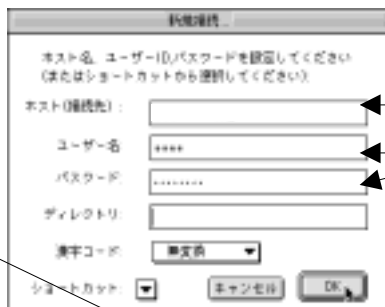 新規接続
ホスト名、ユーザーID、パスワードを設定してください
(またはショートカットから選択してください):
ホスト(接続先):
ユーザー名
****
パスワード:
ディレクトリ:
漢字コード:
無変換
ショートカット:
キャンセル
OK